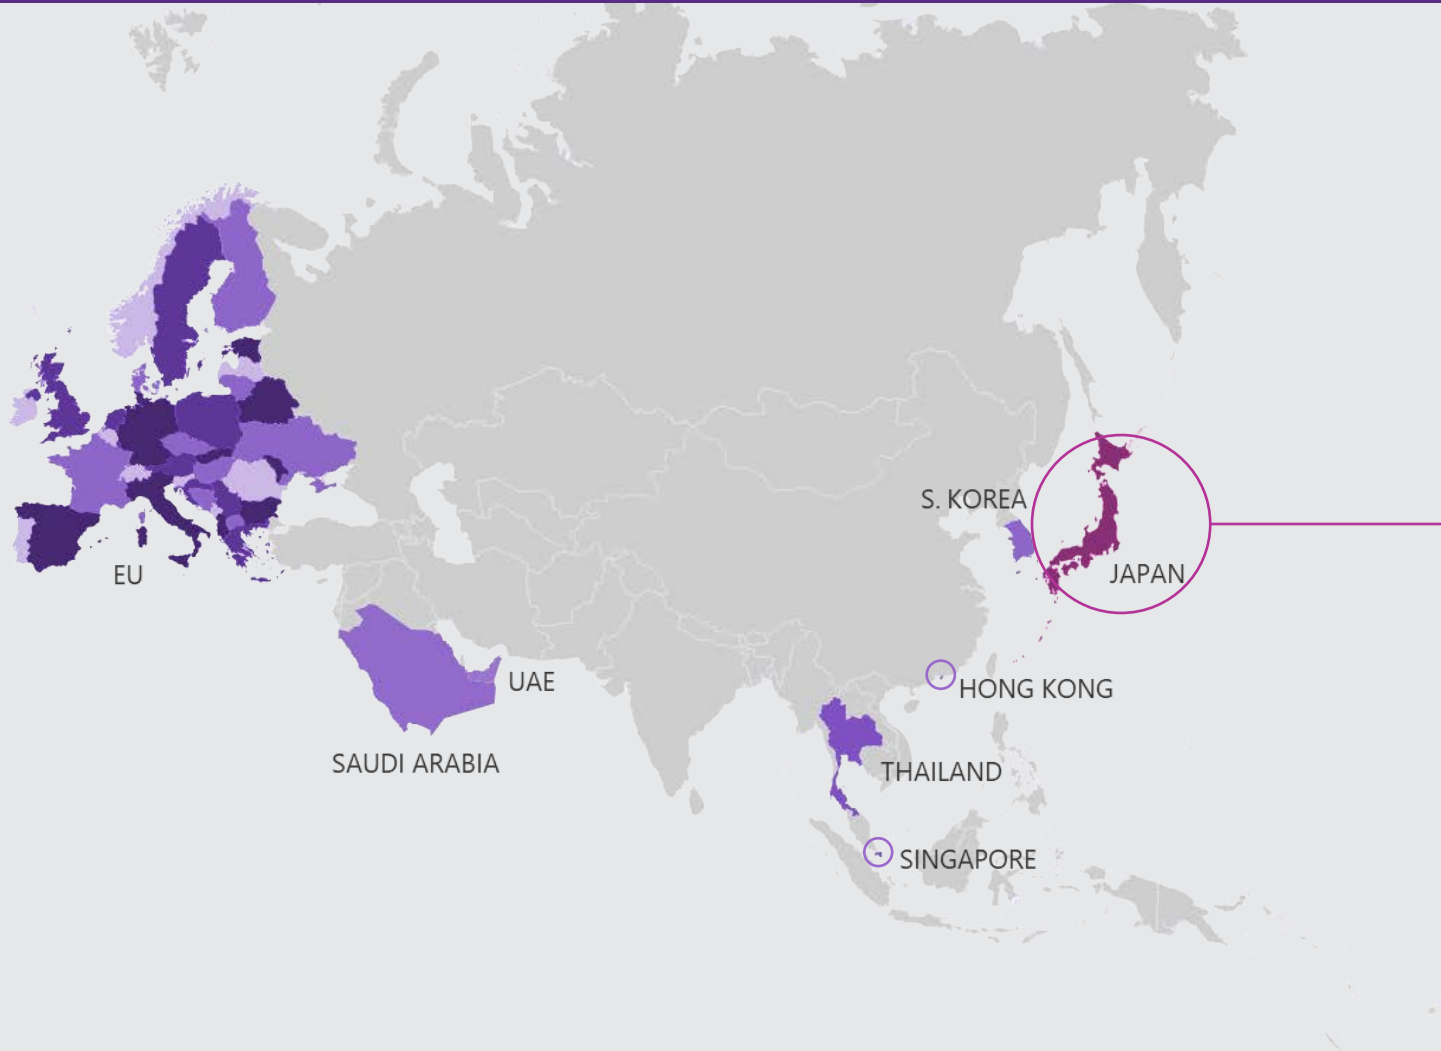 S. KOREA
JAPAN
EU
UAE
HONG KONG
SAUDI ARABIA
THAILAND
SINGAPORE